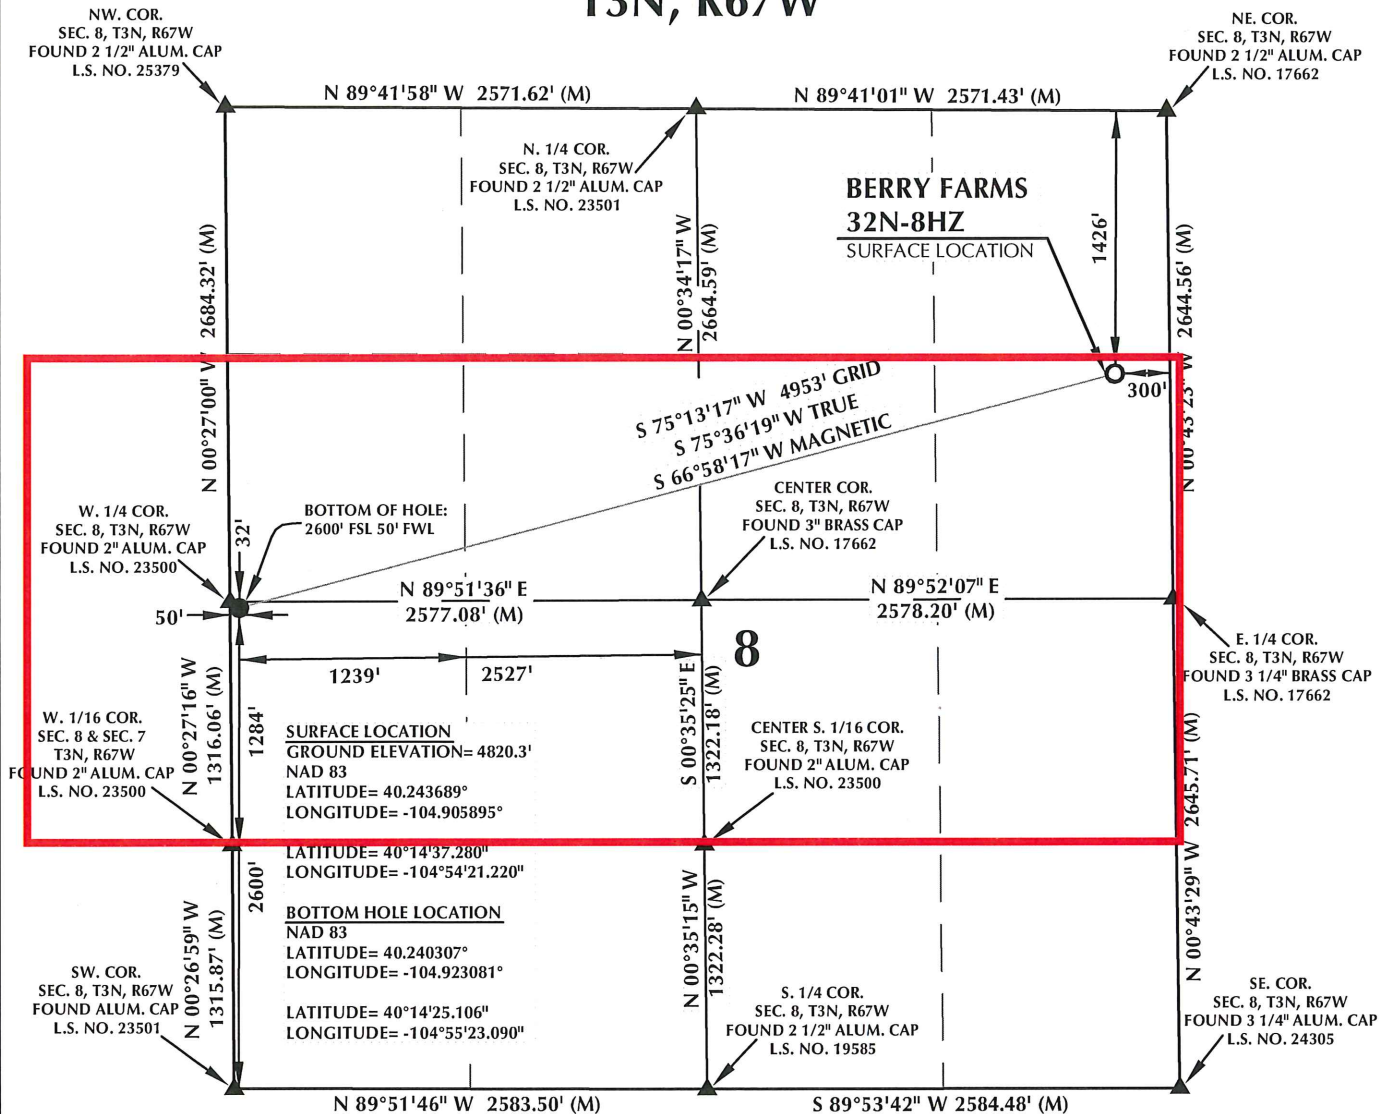 T3N, R67W
NW. COR.
SEC. 8, T3N, R67W
FOUND 2 1/2" ALUM. CAP
L.S. NO. 25379
NE. COR.
SEC. 8, T3N, R67W
FOUND 2 1/2" ALUM. CAP
L.S. NO. 17662
N 89°41'58" W 2571.62' (M)
N 89°41'01" W 2571.43' (M)
N. 1/4 COR.
SEC. 8, T3N, R67W
FOUND 2 1/2" ALUM. CAP
L.S. NO. 23501
BERRY FARMS
32N-8HZ
SURFACE LOCATION
1426'
N 00°27'00" W 2684.32' (M)
N 00°34'17" W
2664.59' (M)
N 00°43'23" W 2644.56' (M)
300'
S 75°13'17" W 4953' GRID
S 75°36'19" W TRUE
S 66°58'17" W MAGNETIC
W. 1/4 COR.
SEC. 8, T3N, R67W
FOUND 2" ALUM. CAP
L.S. NO. 23500
32'
BOTTOM OF HOLE:
2600' FSL 50' FWL
CENTER COR.
SEC. 8, T3N, R67W
FOUND 3" BRASS CAP
L.S. NO. 17662
50'
N 89°51'36" E
2577.08' (M)
N 89°52'07" E
2578.20' (M)
8
E. 1/4 COR.
SEC. 8, T3N, R67W
FOUND 3 1/4" BRASS CAP
L.S. NO. 17662
1239'
2527'
N 00°27'16" W
1316.06' (M)
1284'
S 00°35'25" E
1322.18' (M)
W. 1/16 COR.
SEC. 8 & SEC. 7
T3N, R67W
FOUND 2" ALUM. CAP
L.S. NO. 23500
SURFACE LOCATION
GROUND ELEVATION= 4820.3'
NAD 83
LATITUDE= 40.243689°
LONGITUDE= -104.905895°
LATITUDE= 40°14'37.280"
LONGITUDE= -104°54'21.220"
CENTER S. 1/16 COR.
SEC. 8, T3N, R67W
FOUND 2" ALUM. CAP
L.S. NO. 23500
N 00°43'29" W 2645.71' (M)
2600'
BOTTOM HOLE LOCATION
NAD 83
LATITUDE= 40.240307°
LONGITUDE= -104.923081°
LATITUDE= 40°14'25.106"
LONGITUDE= -104°55'23.090"
N 00°26'59" W
1315.87' (M)
N 00°35'15" W
1322.28' (M)
SW. COR.
SEC. 8, T3N, R67W
FOUND ALUM. CAP
L.S. NO. 23501
S. 1/4 COR.
SEC. 8, T3N, R67W
FOUND 2 1/2" ALUM. CAP
L.S. NO. 19585
SE. COR.
SEC. 8, T3N, R67W
FOUND 3 1/4" ALUM. CAP
L.S. NO. 24305
N 89°51'46" W 2583.50' (M)
S 89°53'42" W 2584.48' (M)